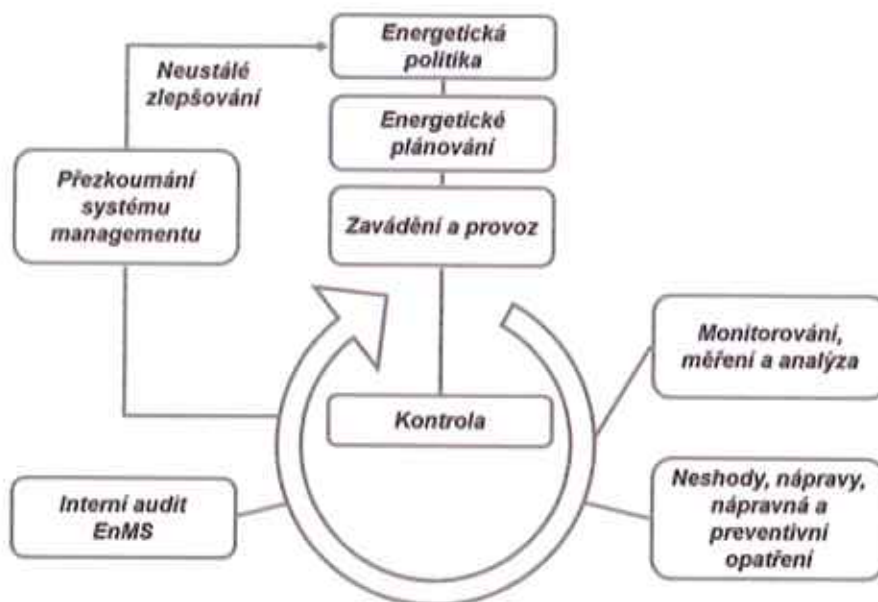 Energetická
politika
Neustálé
zlepšování
Energetické
plánování
Přezkoumání
systému
managementu
Zavádění a provoz
Monitorování,
měření a analýza
Kontrola
Interní audit
EnMS
Neshody, nápravy,
nápravná a
preventivní
opatření